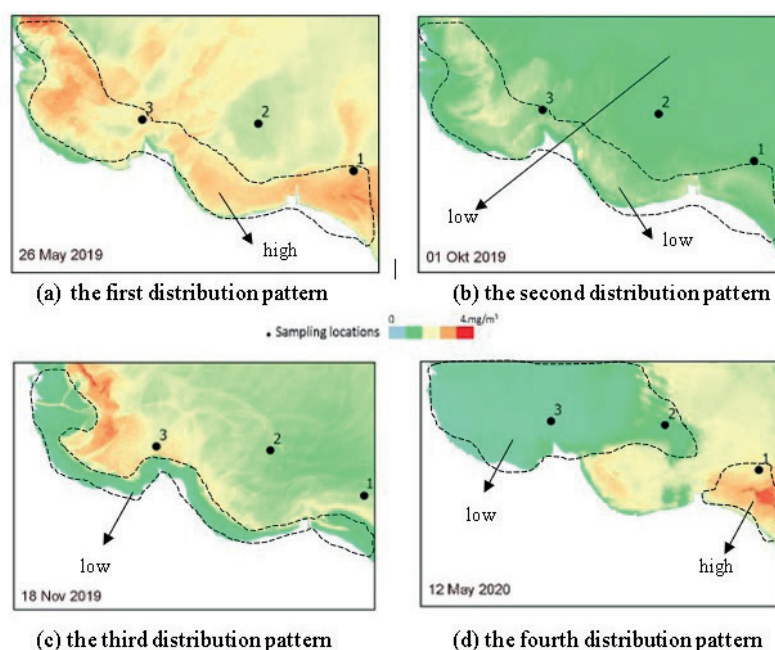 3
2
1
high
26 May 2019
(a) the first distribution pattern
3
2
1
low
low
01 Okt 2019
(b) the second distribution pattern
• Sampling locations
0
4.mg/m³
3
2
1
low
18 Nov 2019
(c) the third distribution pattern
3
2
1
low
high
12 May 2020
(d) the fourth distribution pattern